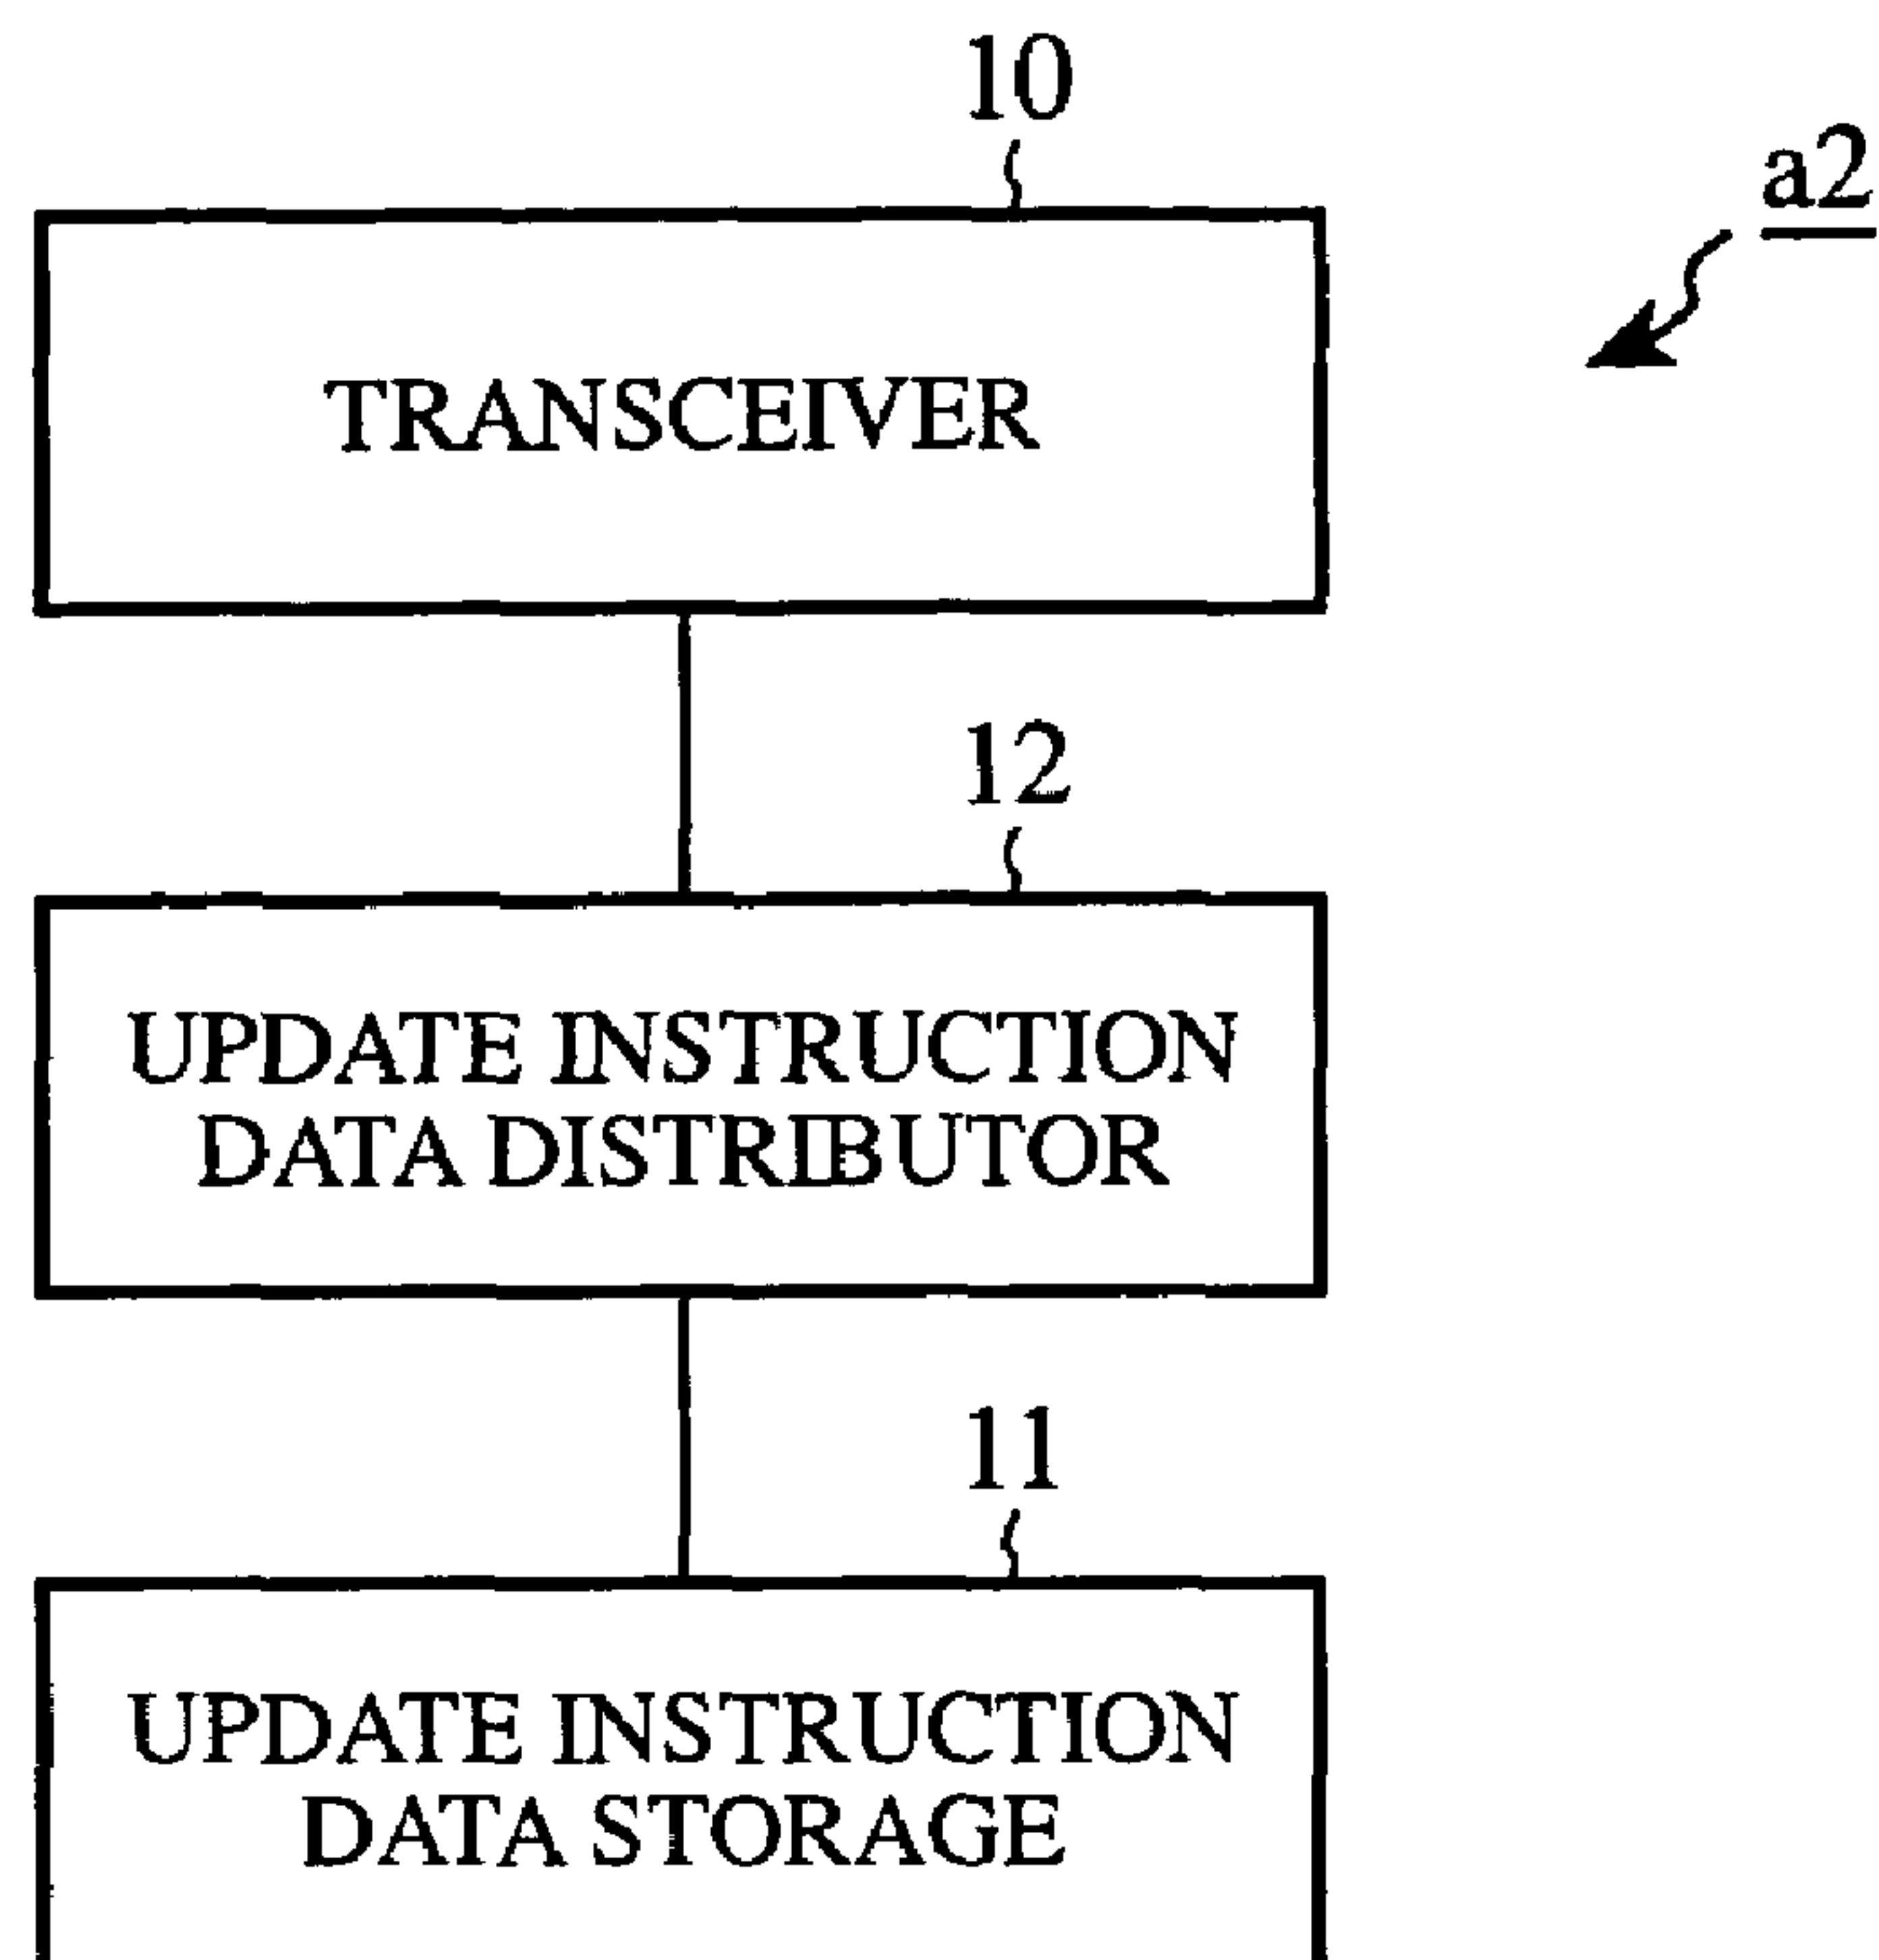 10
a2
TRANSCEIVER
12
UPDATE INSTRUCTION
DATA DISTRIBUTOR
11
UPDATE INSTRUCTION
DATA STORAGE